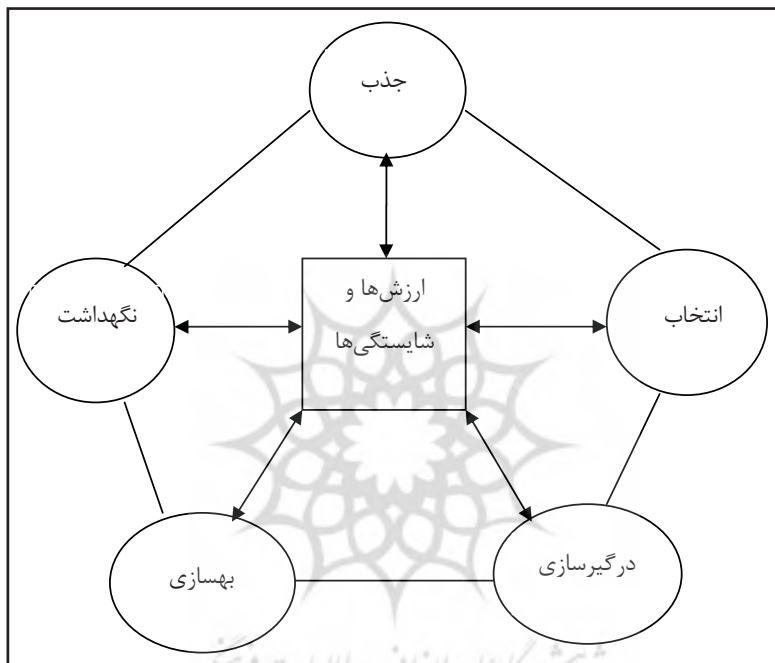 جذب
ارزش‌ها و
شایستگی‌ها
نگهداشت
انتخاب
بهسازی
درگیرسازی